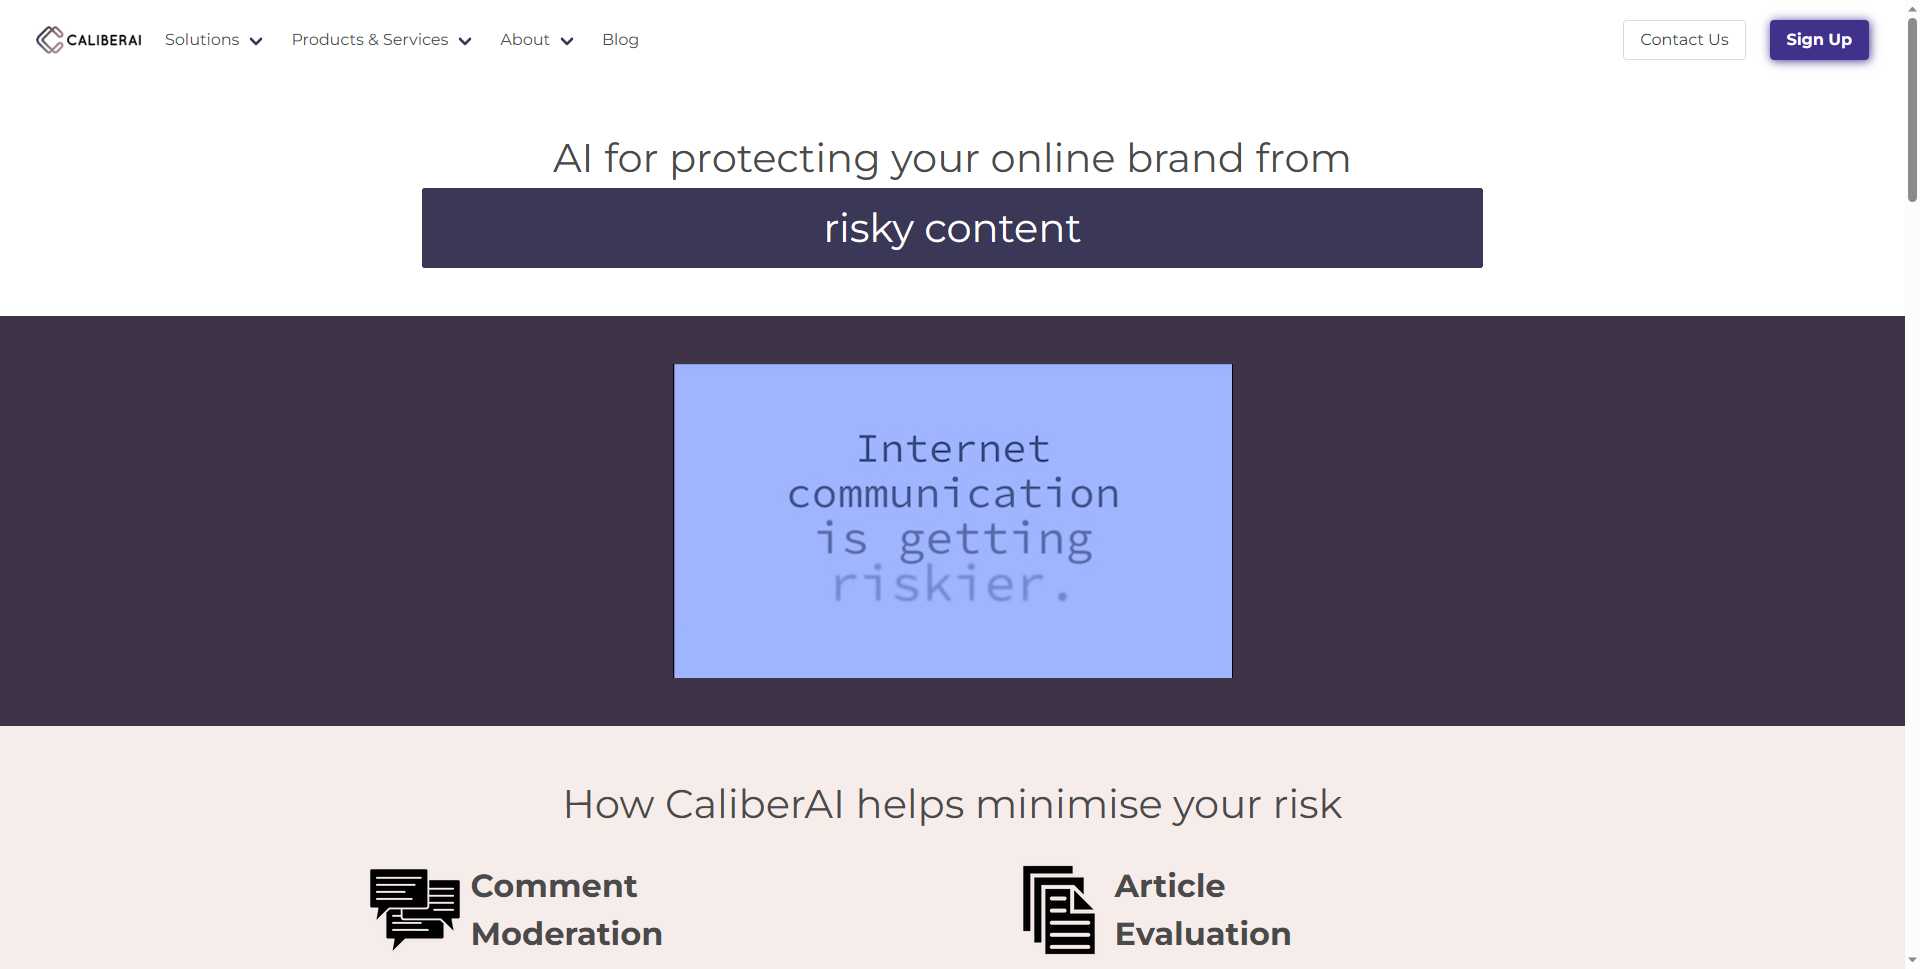 CALIBERAI
Solutions
Products & Services
About
Blog
Contact Us
Sign Up
AI for protecting your online brand from
risky content
Internet
communication
is getting
riskier.
How CaliberAI helps minimise your risk
Comment
Moderation
Article
Evaluation